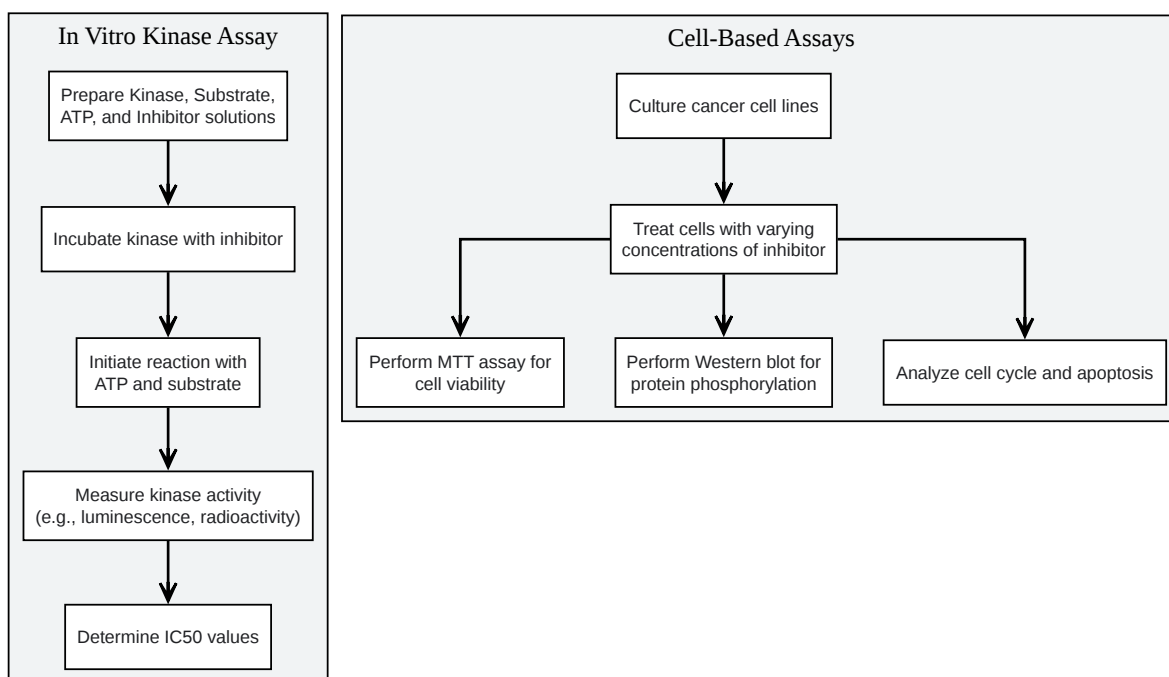 In Vitro Kinase Assay
Prepare Kinase, Substrate,
ATP, and Inhibitor solutions
Incubate kinase with inhibitor
Initiate reaction with
ATP and substrate
Measure kinase activity
(e.g., luminescence, radioactivity)
Determine IC50 values
Cell-Based Assays
Culture cancer cell lines
Treat cells with varying
concentrations of inhibitor
Perform MTT assay for
cell viability
Perform Western blot for
protein phosphorylation
Analyze cell cycle and apoptosis